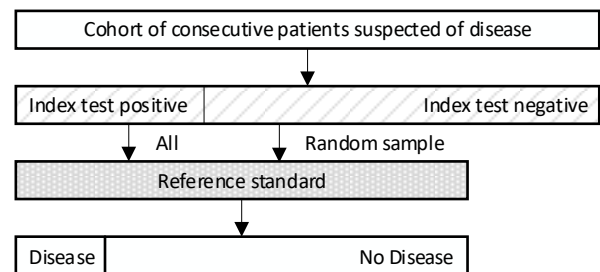 Cohort of consecutive patients suspected of disease
Index test positive Index test negative
All Random sample
Reference standard
Disease No Disease